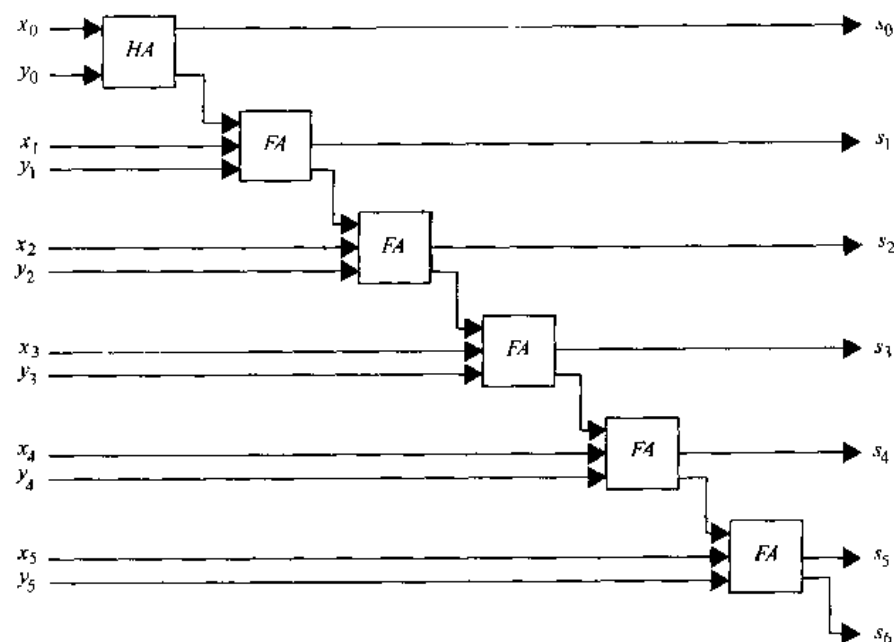 x₀ s₀
HA
y₀
FA
x₁ s₁
y₁
FA
x₂ s₂
y₂
FA
x₃ s₃
y₃
FA
x₄ s₄
y₄
FA
x₅ s₅
y₅
s₆